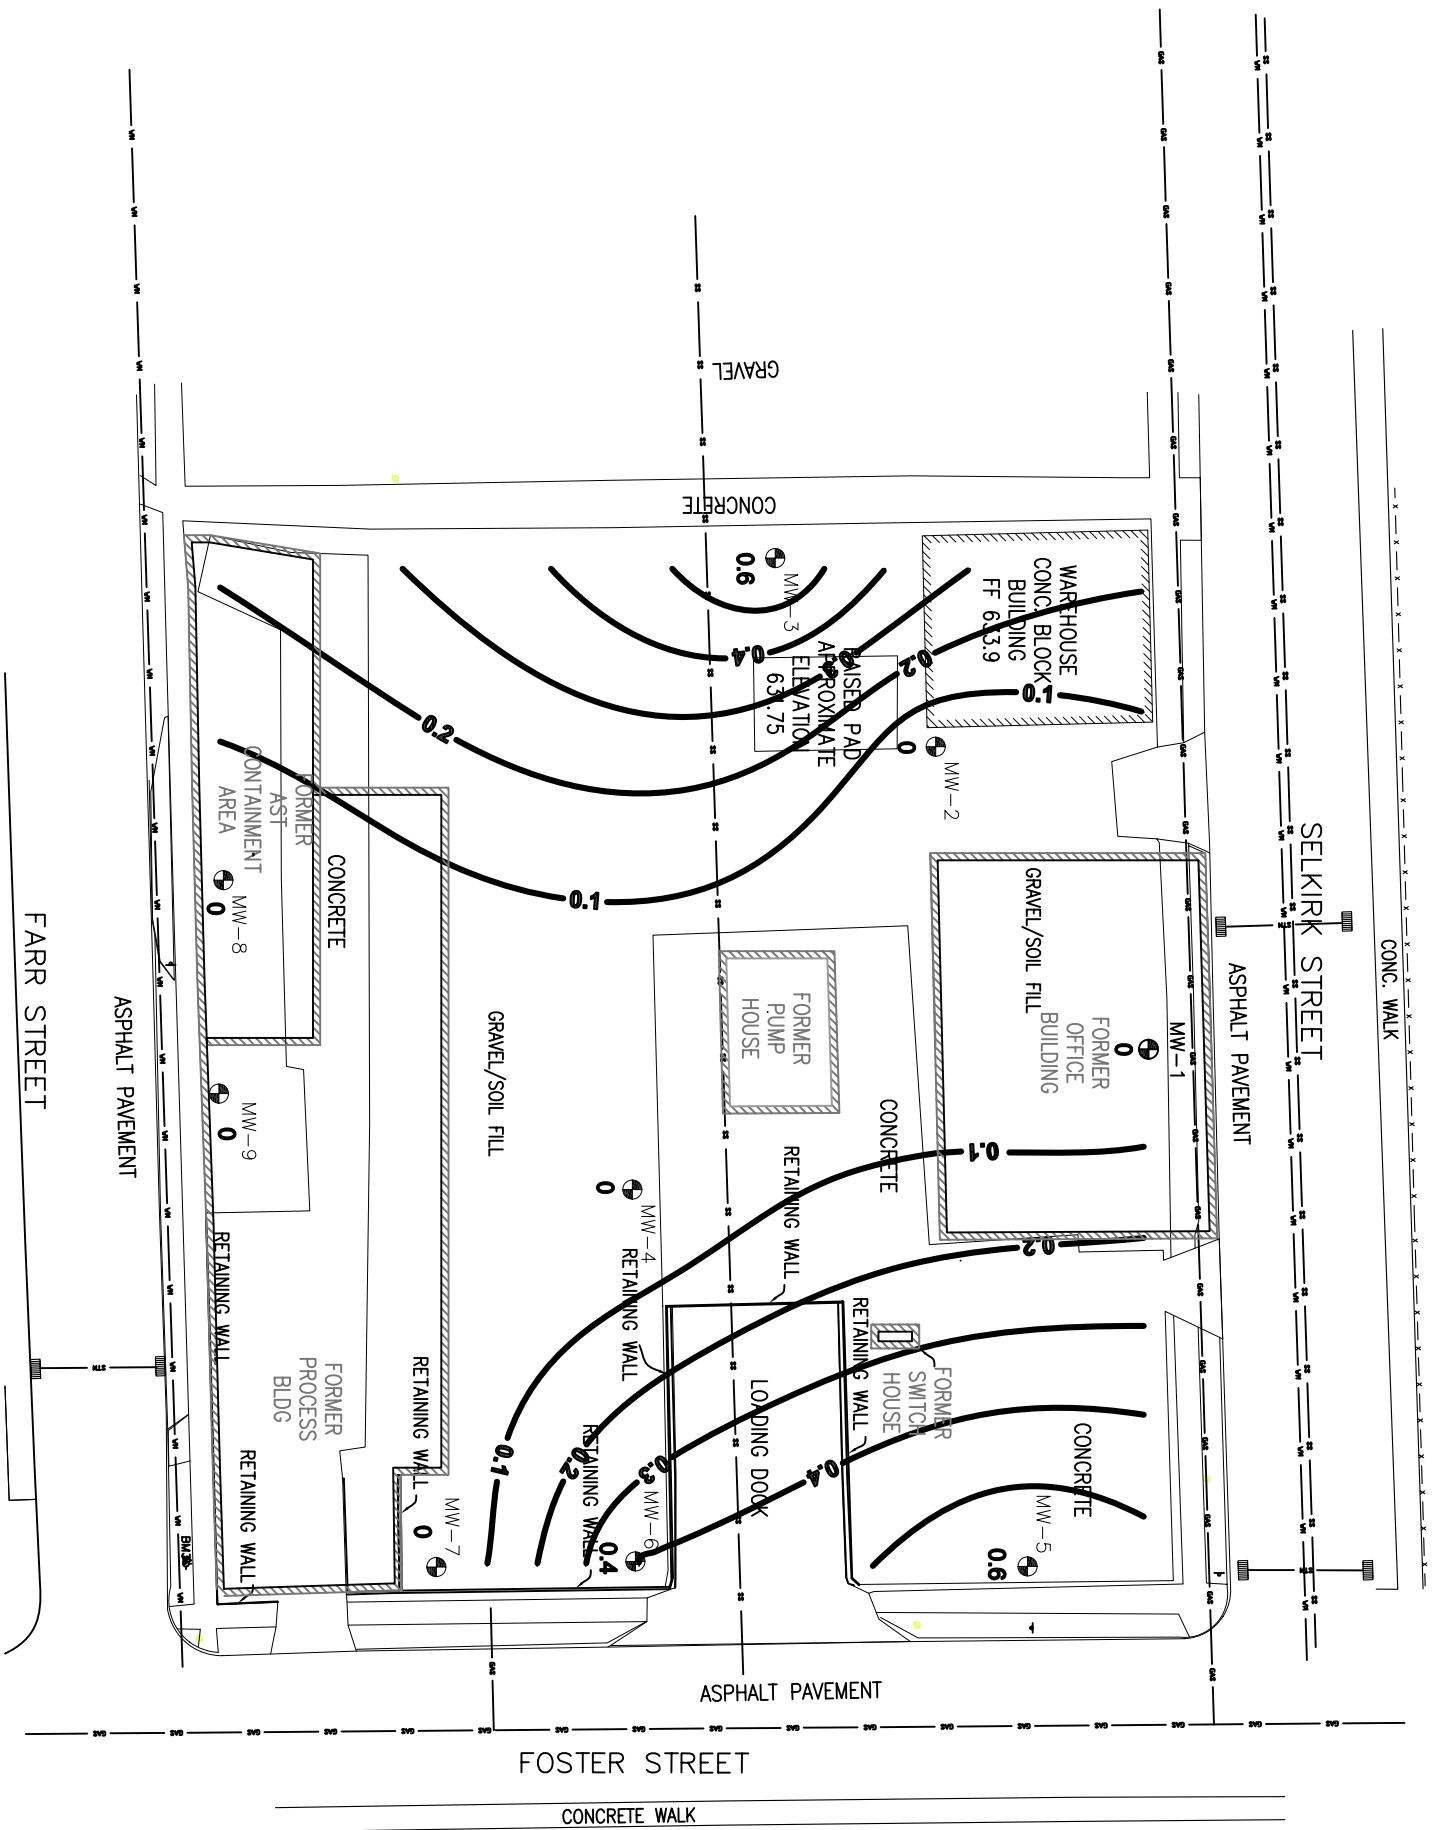 GRAVEL
CONCRETE
0.6
MW-3
WAREHOUSE
CONC. BLOCK
BUILDING
FF 633.9
0.4
0.2
RAISED PAD
APPROXIMATE
ELEVATION
631.75
0.1
0
MW-2
0.2
0.1
FORMER
AST
CONTAINMENT
AREA
CONCRETE
MW-8
0
FARR STREET
ASPHALT PAVEMENT
MW-9
0
GRAVEL/SOIL FILL
FORMER
PUMP
HOUSE
GRAVEL/SOIL FILL
FORMER
OFFICE
BUILDING
0
MW-1
ASPHALT PAVEMENT
SELKIRK STREET
CONC. WALK
CONCRETE
0.1
RETAINING WALL
0
MW-4
RETAINING WALL
0.2
RETAINING WALL
FORMER
SWITCH
HOUSE
RETAINING WALL
FORMER
PROCESS
BLDG
RETAINING WALL
RETAINING WALL
LOADING DOCK
CONCRETE
0.1
0.2
0.3
0.4
RETAINING WALL
MW-7
0
MW-6
0.4
MW-5
0.6
GAS
SS
STM
ASPHALT PAVEMENT
FOSTER STREET
CONCRETE WALK